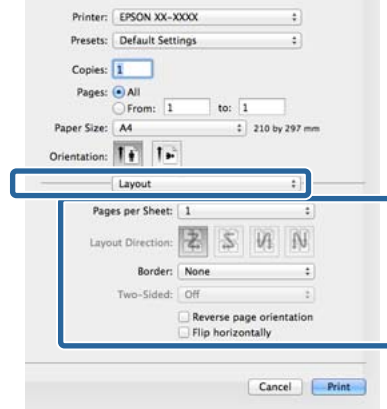 Printer: EPSON XX-XXXX
Presets: Default Settings
Copies: 1
Pages: All
From: 1 to: 1
Paper Size: A4 210 by 297 mm
Orientation:
Layout
Pages per Sheet: 1
Layout Direction:
Border: None
Two-Sided: Off
Reverse page orientation
Flip horizontally
Cancel Print